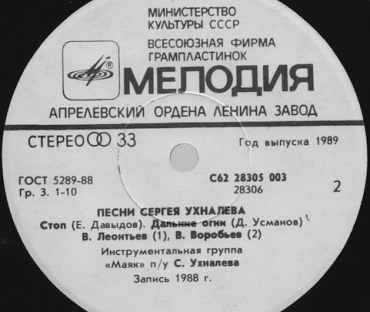 МИНИСТЕРСТВО
КУЛЬТУРЫ СССР
ВСЕСОЮЗНАЯ ФИРМА
ГРАМПЛАСТИНОК
МЕЛОДИЯ
АПРЕЛЕВСКИЙ ОРДЕНА ЛЕНИНА ЗАВОД
СТЕРЕО 33
Год выпуска 1989
ГОСТ 5289-88
С62 28305 003
Гр. 3. 1-10
28306
2
ПЕСНИ СЕРГЕЯ УХНАЛЕВА
Стоп (Е. Давыдов). Дальние огни (Д. Усманов)
В. Леонтьев (1), В. Воробьев (2)
Инструментальная группа
«Маяк» п/у С. Ухналева
Запись 1988 г.